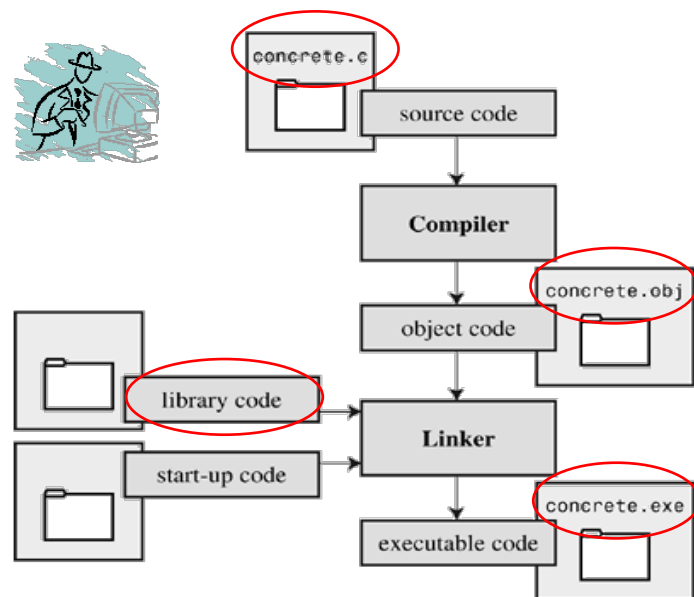 concrete.c
source code
Compiler
concrete.obj
object code
library code
Linker
start-up code
concrete.exe
executable code